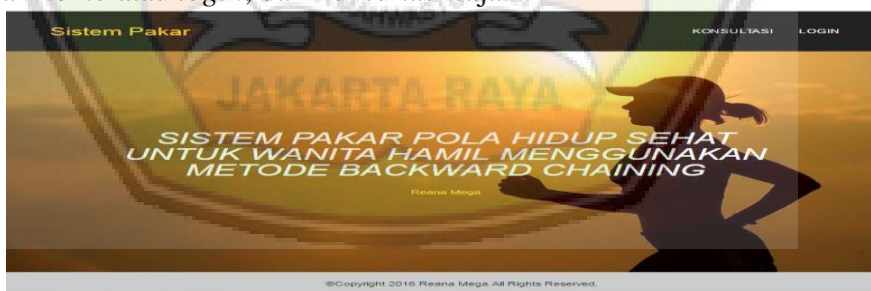 Sistem Pakar
KONSULTASI LOGIN
JAKARTA RAYA
SISTEM PAKAR POLA HIDUP SEHAT
UNTUK WANITA HAMIL MENGGUNAKAN
METODE BACKWARD CHAINING
Reana Mega
©Copyright 2016 Reana Mega.All Rights Reserved.